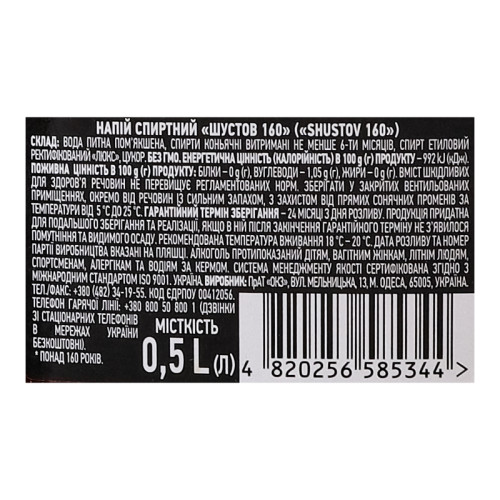 НАПІЙ СПИРТНИЙ «ШУСТОВ 160» («SHUSTOV 160»)
СКЛАД: ВОДА ПИТНА ПОМ'ЯКШЕНА, СПИРТИ КОНЬЯЧНІ ВИТРИМАНІ НЕ МЕНШЕ 6-ТИ МІСЯЦІВ, СПИРТ ЕТИЛОВИЙ
РЕКТИФІКОВАНИЙ «ЛЮКС», ЦУКОР. БЕЗ ГМО. ЕНЕРГЕТИЧНА ЦІННІСТЬ (КАЛОРІЙНІСТЬ) В 100 g (г) ПРОДУКТУ – 992 kJ (кДж).
ПОЖИВНА ЦІННІСТЬ В 100 g (г) ПРОДУКТУ: БІЛКИ – 0 g (г), ВУГЛЕВОДИ – 1,05 g (г), ЖИРИ – 0 g (г). ВМІСТ ШКІДЛИВИХ
ДЛЯ ЗДОРОВ'Я РЕЧОВИН НЕ ПЕРЕВИЩУЄ РЕГЛАМЕНТОВАНИХ НОРМ. ЗБЕРІГАТИ У ЗАКРИТИХ ВЕНТИЛЬОВАНИХ
ПРИМІЩЕННЯХ, ОКРЕМО ВІД РЕЧОВИН ІЗ СИЛЬНИМ ЗАПАХОМ, З ЗАХИСТОМ ВІД ПРЯМИХ СОНЯЧНИХ ПРОМЕНІВ ЗА
ТЕМПЕРАТУРИ ВІД 5°С ДО 25°С. ГАРАНТІЙНИЙ ТЕРМІН ЗБЕРІГАННЯ – 24 МІСЯЦІ З ДНЯ РОЗЛИВУ. ПРОДУКЦІЯ ПРИДАТНА
ДЛЯ ПОДАЛЬШОГО ЗБЕРІГАННЯ ТА РЕАЛІЗАЦІЇ, ЯКЩО В НІЙ ПІСЛЯ ЗАКІНЧЕННЯ ГАРАНТІЙНОГО ТЕРМІНУ НЕ З'ЯВИЛОСЯ
ПОМУТНІННЯ ТА ВИДИМОГО ОСАДУ. РЕКОМЕНДОВАНА ТЕМПЕРАТУРА ВЖИВАННЯ 18 °С – 20 °С. ДАТА РОЗЛИВУ ТА НОМЕР
ПАРТІЇ ВИРОБНИЦТВА ВКАЗАНІ НА ПЛЯШЦІ. АЛКОГОЛЬ ПРОТИПОКАЗАНИЙ ДІТЯМ, ВАГІТНИМ ЖІНКАМ, ЛІТНІМ ЛЮДЯМ,
СПОРТСМЕНАМ, АЛЕРГІКАМ ТА ВОДІЯМ ЗА КЕРМОМ. СИСТЕМА МЕНЕДЖМЕНТУ ЯКОСТІ СЕРТИФІКОВАНА ЗГІДНО З
МІЖНАРОДНИМ СТАНДАРТОМ ISO 9001. УКРАЇНА. ВИРОБНИК: ПрАТ «ОКЗ», ВУЛ. МЕЛЬНИЦЬКА, 13, М. ОДЕСА, 65005, УКРАЇНА.
ТЕЛ./ФАКС: +380 (482) 34-19-55. КОД ЄДРПОУ 00412056.
ТЕЛЕФОН ГАРЯЧОЇ ЛІНІЇ: +380 800 50 800 1 (ДЗВІНКИ
ЗІ СТАЦІОНАРНИХ ТЕЛЕФОНІВ
В МЕРЕЖАХ УКРАЇНИ
БЕЗКОШТОВНІ).
* ПОНАД 160 РОКІВ.
МІСТКІСТЬ
0,5 L (Л)
4 820256 585344 >